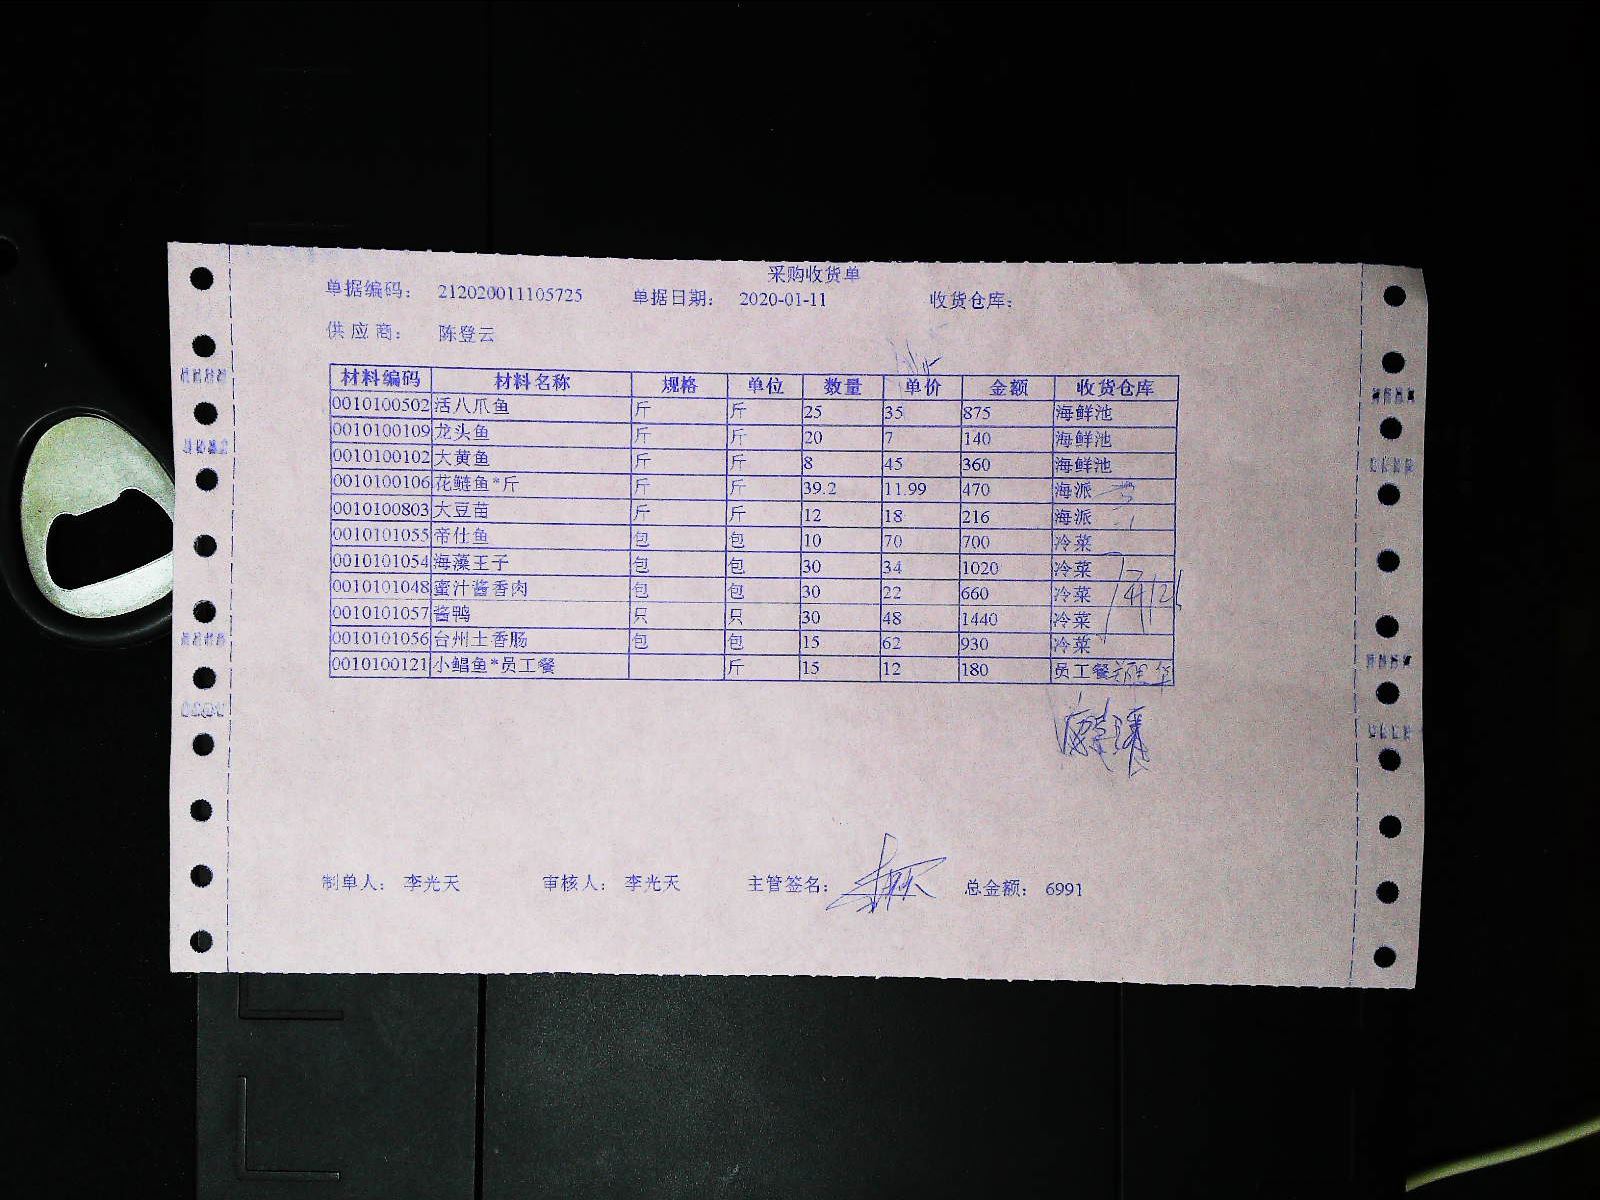 采购收货单
单据编码： 212020011105725 单据日期： 2020-01-11 收货仓库：
供应商： 陈登云
材料编码 材料名称 规格 单位 数量 单价 金额 收货仓库
0010100502 活八爪鱼 斤 斤 25 35 875 海鲜池
0010100109 龙头鱼 斤 斤 20 7 140 海鲜池
0010100102 大黄鱼 斤 斤 8 45 360 海鲜池
0010100106 花鲢鱼*斤 斤 斤 39.2 11.99 470 海派
0010100803 大豆苗 斤 斤 12 18 216 海派
0010101055 帝仕鱼 包 包 10 70 700 冷菜
0010101054 海藻王子 包 包 30 34 1020 冷菜
0010101048 蜜汁酱香肉 包 包 30 22 660 冷菜
0010101057 酱鸭 只 只 30 48 1440 冷菜
0010101056 台州土香肠 包 包 15 62 930 冷菜
0010100121 小鲳鱼*员工餐 斤 15 12 180 员工餐
制单人： 李光天 审核人： 李光天 主管签名： 总金额： 6991